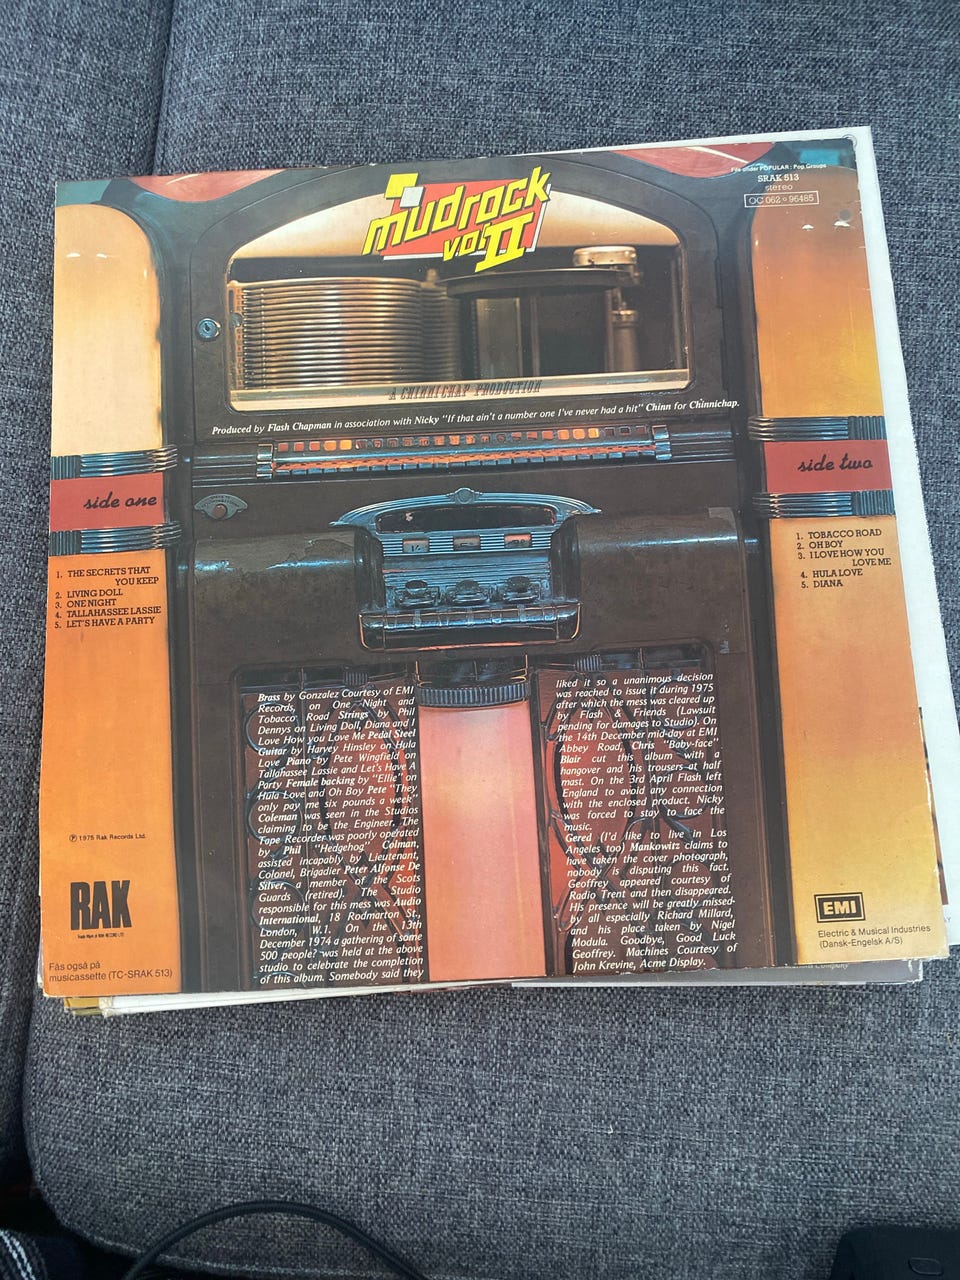 File under POPULAR : Pop Groups
SRAK 513
stereo
OC 062 ○ 96485
mudrock
vol II
A CHINNICHAP PRODUCTION
Produced by Flash Chapman in association with Nicky "If that ain't a number one I've never had a hit" Chinn for Chinnichap.
side one
1. THE SECRETS THAT
YOU KEEP
2. LIVING DOLL
3. ONE NIGHT
4. TALLAHASSEE LASSIE
5. LET'S HAVE A PARTY
side two
1. TOBACCO ROAD
2. OH BOY
3. I LOVE HOW YOU
LOVE ME
4. HULA LOVE
5. DIANA
Brass by Gonzalez Courtesy of EMI
Records, on One Night and
Tobacco Road Strings by Phil
Dennys on Living Doll, Diana and I
Love How you Love Me Pedal Steel
Guitar by Harvey Hinsley on Hula
Love Piano by Pete Wingfield on
Tallahassee Lassie and Let's Have A
Party Female backing by "Ellie" on
Hula Love and Oh Boy Pete "They
only pay me six pounds a week"
Coleman was seen in the Studios
claiming to be the Engineer. The
Tape Recorder was poorly operated
by Phil "Hedgehog" Colman,
assisted incapably by Lieutenant,
Colonel, Brigadier Peter Alfonse De
Silver, a member of the Scots
Guards (retired). The Studio
responsible for this mess was Audio
International, 18 Rodmarton St.,
London, W.1. On the 13th
December 1974 a gathering of some
500 people? was held at the above
studio to celebrate the completion
of this album. Somebody said they
liked it so a unanimous decision
was reached to issue it during 1975
after which the mess was cleared up
by Flash & Friends (Lawsuit
pending for damages to Studio). On
the 14th December mid-day at EMI
Abbey Road, Chris "Baby-face'
Blair cut this album with a
hangover and his trousers at half
mast. On the 3rd April Flash left
England to avoid any connection
with the enclosed product. Nicky
was forced to stay to face the
music.
Gered (I'd like to live in Los
Angeles too) Mankowitz claims to
have taken the cover photograph,
nobody is disputing this fact.
Geoffrey appeared courtesy of
Radio Trent and then disappeared.
His presence will be greatly missed-
by all especially Richard Millard,
and his place taken by Nigel
Modula. Goodbye, Good Luck
Geoffrey. Machines Courtesy of
John Krevine, Acme Display.
Ⓟ 1975 Rak Records Ltd.
RAK
Trade Mark of RAK RECORDS LTD
Fås også på
musicassette (TC-SRAK 513)
EMI
Electric & Musical Industries
(Dansk-Engelsk A/S)
Company